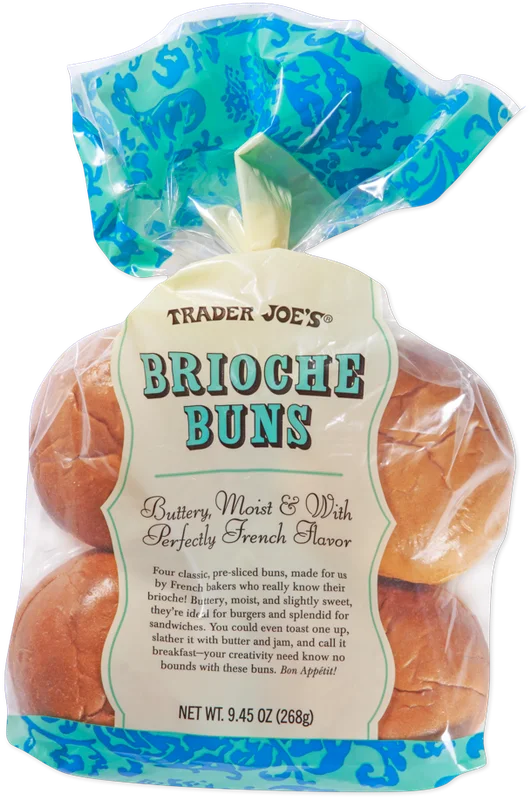 TRADER JOE'S®
BRIOCHE
BUNS
Buttery, Moist & With
Perfectly French Flavor
Four classic, pre-sliced buns, made for us
by French bakers who really know their
brioche! Buttery, moist, and slightly sweet,
they're ideal for burgers and splendid for
sandwiches. You could even toast one up,
slather it with butter and jam, and call it
breakfast—your creativity need know no
bounds with these buns. Bon Appétit!
NET WT. 9.45 OZ (268g)